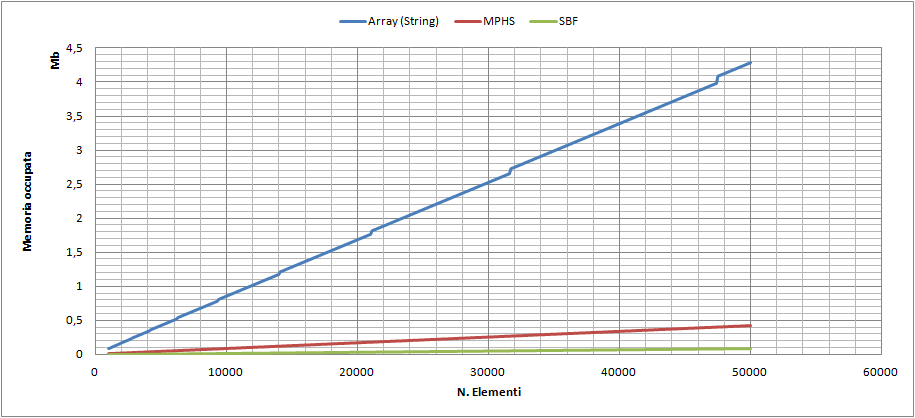 Array (String) MPHS SBF
Mb
Memoria occupata
4,5
4
3,5
3
2,5
2
1,5
1
0,5
0
0 10000 20000 30000 40000 50000 60000
N. Elementi